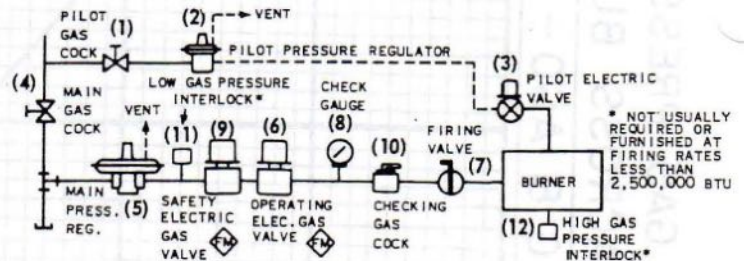 PILOT
GAS
COCK
(1)
(2)
VENT
PILOT PRESSURE REGULATOR
(3)
PILOT ELECTRIC
VALVE
(4)
MAIN
GAS
COCK
VENT
LOW GAS PRESSURE
INTERLOCK*
(11)
(9)
(6)
CHECK
GAUGE
(8)
(10)
FIRING
VALVE
(7)
BURNER
* NOT USUALLY
REQUIRED OR
FURNISHED AT
FIRING RATES
LESS THAN
2,500,000 BTU
MAIN
PRESS.
REG.
(5)
SAFETY
ELECTRIC
GAS
VALVE
FM
OPERATING
ELEC. GAS
VALVE
FM
CHECKING
GAS
COCK
(12)
HIGH GAS
PRESSURE
INTERLOCK*